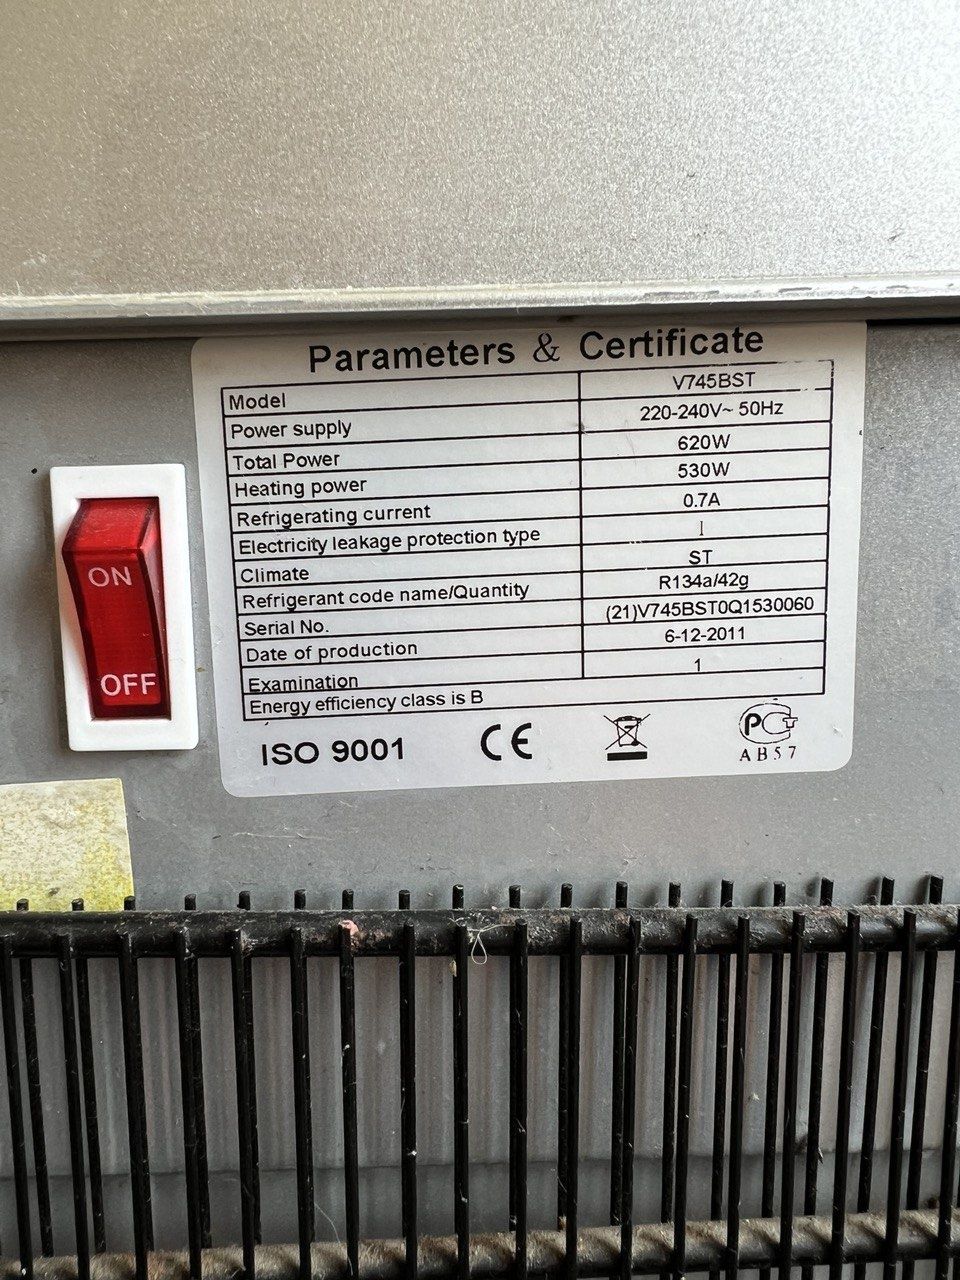 Parameters & Certificate
Model V745BST
Power supply 220-240V~ 50Hz
Total Power 620W
Heating power 530W
Refrigerating current 0.7A
Electricity leakage protection type I
Climate ST
Refrigerant code name/Quantity R134a/42g
Serial No. (21)V745BST0Q1530060
Date of production 6-12-2011
Examination 1
Energy efficiency class is B
ISO 9001 CE PCT
AB57
ON
OFF